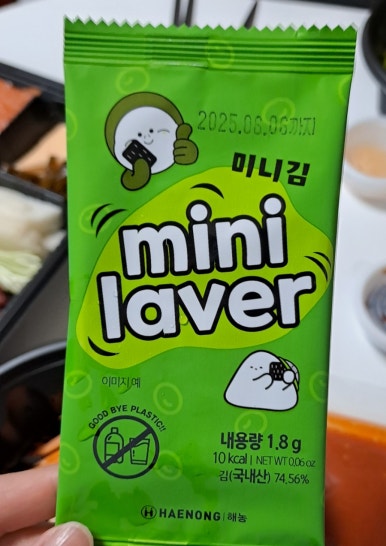 2025.08.06까지
미니김
mini
laver
이미지 예
GOOD BYE PLASTIC!!
내용량 1.8 g
10 kcal | NET WT 0.06 oz
김(국내산) 74.56%
HAENONG | 해농